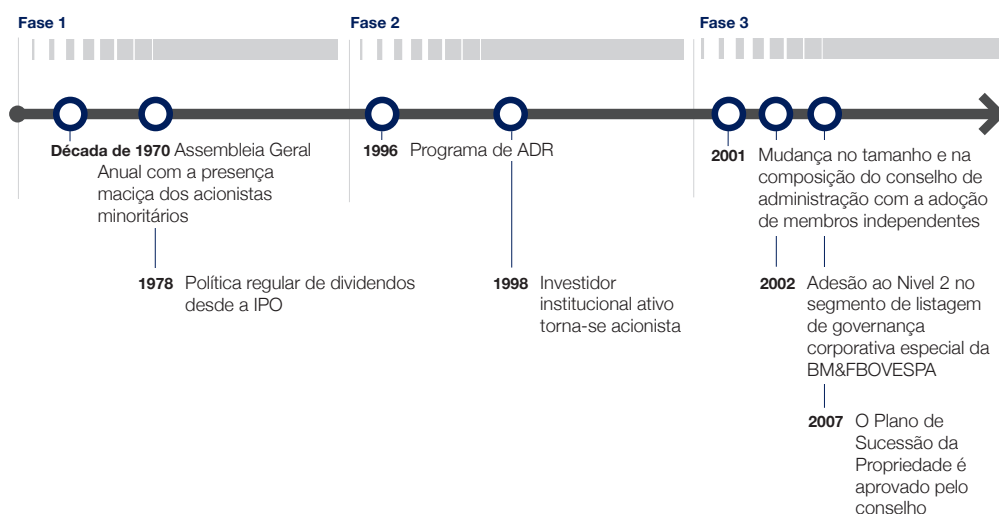 Fase 1
Fase 2
Fase 3
Década de 1970 Assembleia Geral
Anual com a presença
maciça dos acionistas
minoritários
1978 Política regular de dividendos
desde a IPO
1996 Programa de ADR
1998 Investidor
institucional ativo
torna-se acionista
2001 Mudança no tamanho e na
composição do conselho de
administração com a adoção
de membros independentes
2002 Adesão ao Nivel 2 no
segmento de listagem
de governança
corporativa especial da
BM&FBOVESPA
2007 O Plano de
Sucessão da
Propriedade é
aprovado pelo
conselho